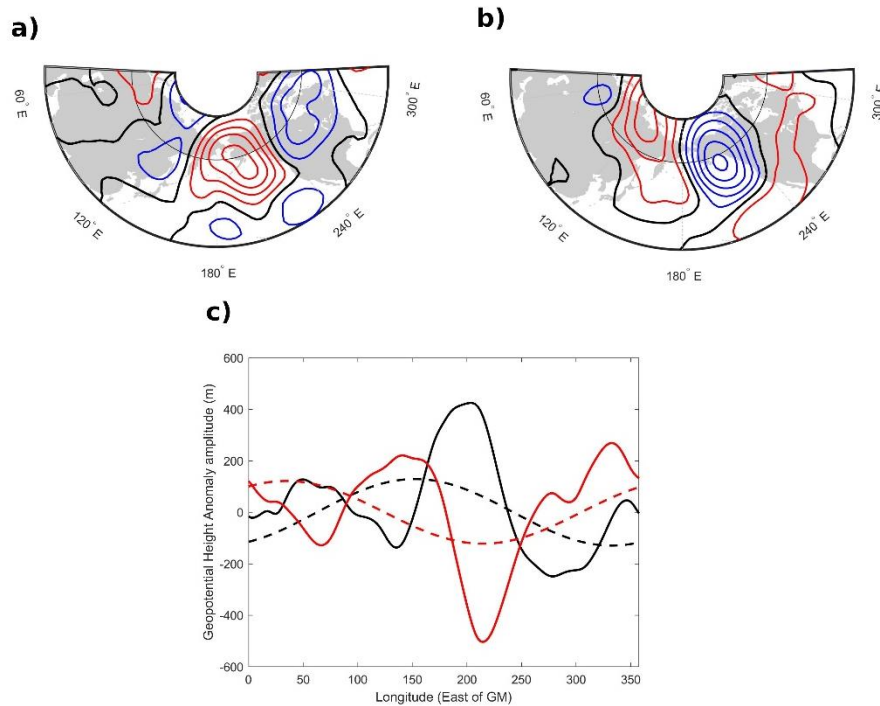 a)
b)
60° E
120° E
180° E
240° E
300° E
60° E
120° E
180° E
240° E
300° E
c)
600
400
200
0
-200
-400
-600
Geopotential Height Anomaly amplitude (m)
0 50 100 150 200 250 300 350
Longitude (East of GM)